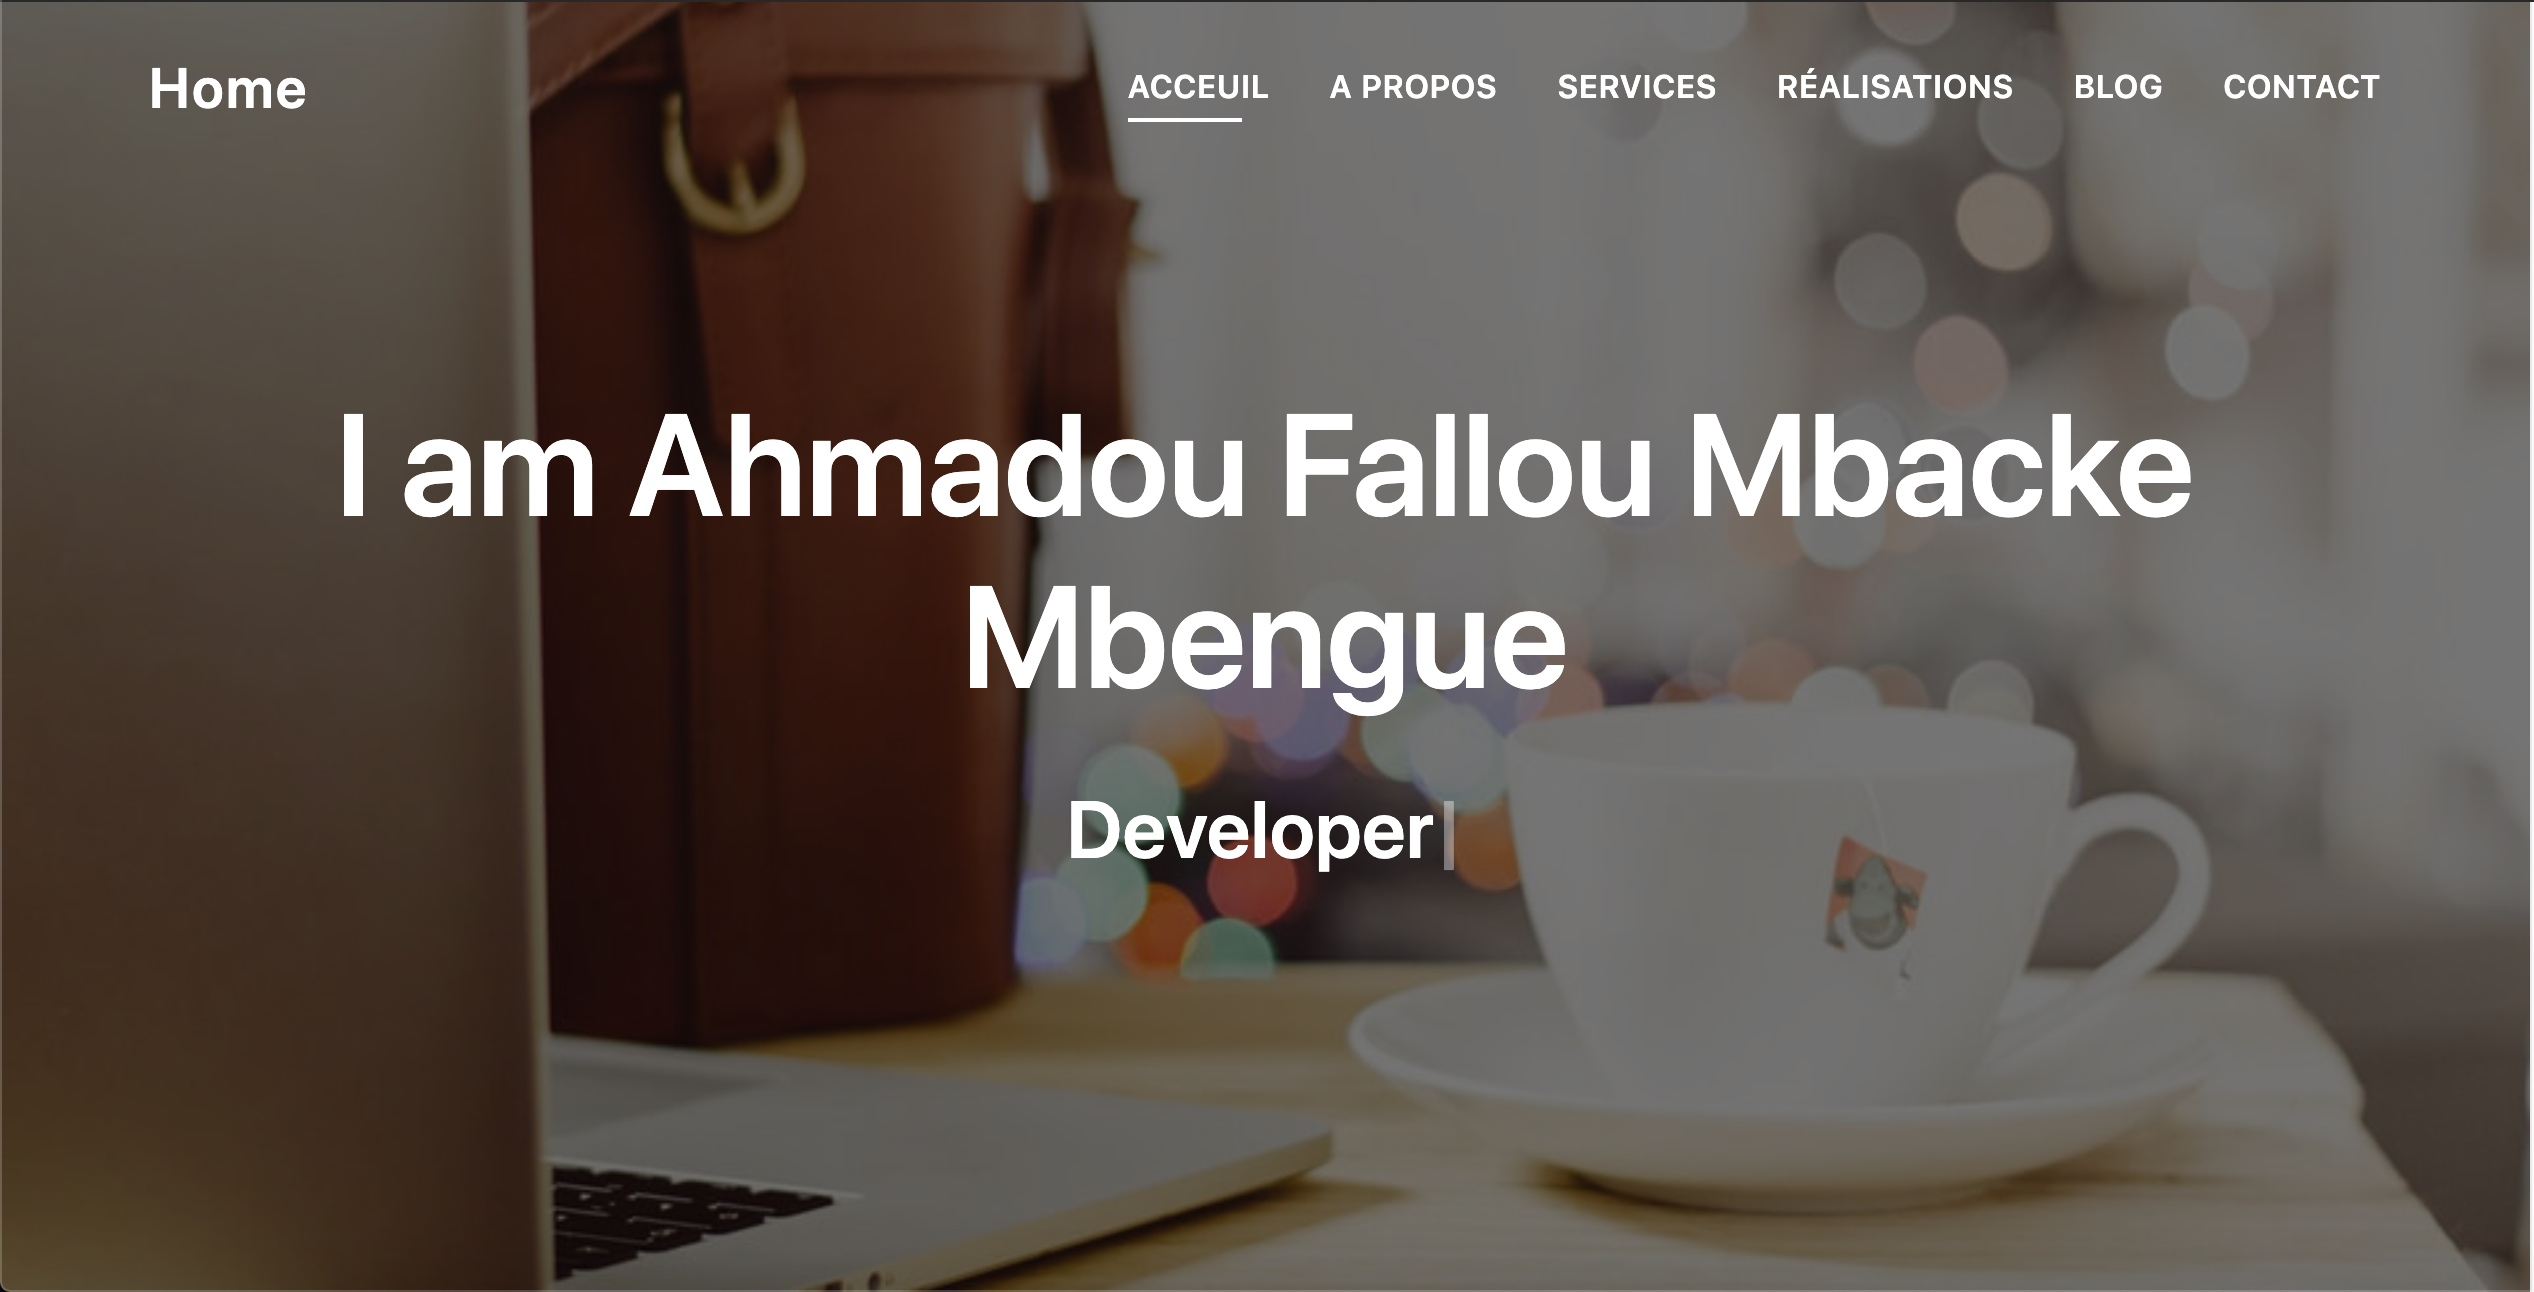 Home
ACCEUIL A PROPOS SERVICES RÉALISATIONS BLOG CONTACT
I am Ahmadou Fallou Mbacke
Mbengue
Developer